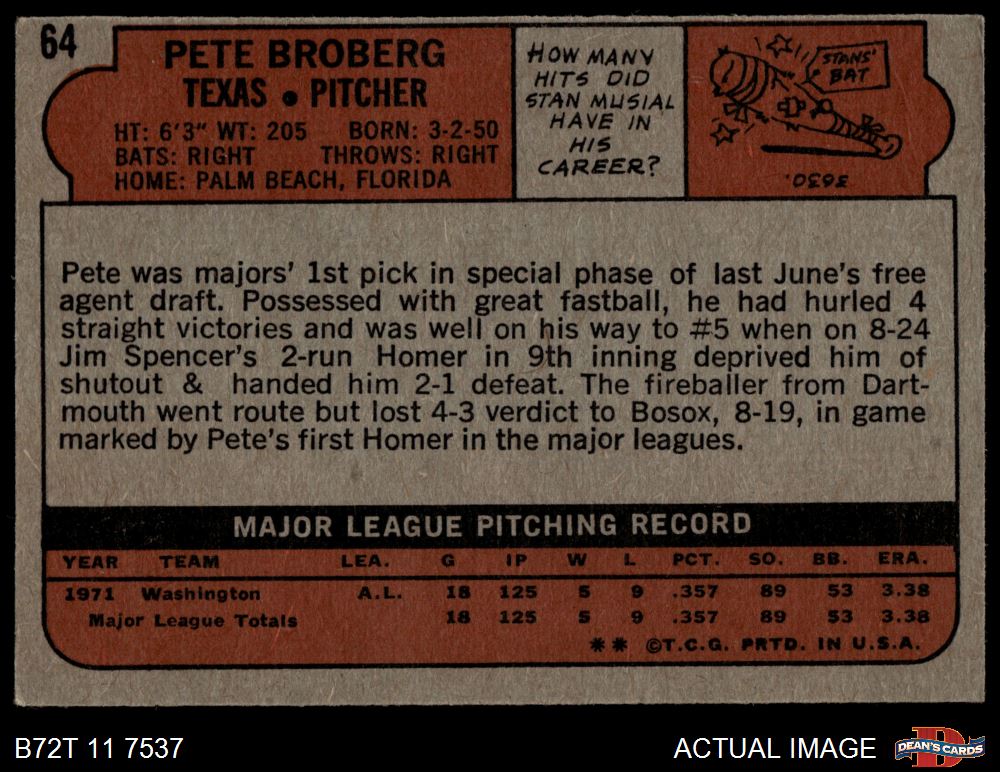 64
PETE BROBERG
TEXAS • PITCHER
HT: 6'3" WT: 205 BORN: 3-2-50
BATS: RIGHT THROWS: RIGHT
HOME: PALM BEACH, FLORIDA
HOW MANY
HITS DID
STAN MUSIAL
HAVE IN
HIS
CAREER?
STANS'
BAT
3630.
Pete was majors' 1st pick in special phase of last June's free
agent draft. Possessed with great fastball, he had hurled 4
straight victories and was well on his way to #5 when on 8-24
Jim Spencer's 2-run Homer in 9th inning deprived him of
shutout & handed him 2-1 defeat. The fireballer from Dart-
mouth went route but lost 4-3 verdict to Bosox, 8-19, in game
marked by Pete's first Homer in the major leagues.
MAJOR LEAGUE PITCHING RECORD
YEAR TEAM LEA. G IP W L PCT. SO. BB. ERA.
1971 Washington A.L. 18 125 5 9 .357 89 53 3.38
Major League Totals 18 125 5 9 .357 89 53 3.38
** ©T.C.G. PRTD. IN U.S.A.
B72T 11 7537
ACTUAL IMAGE
DEAN'S CARDS